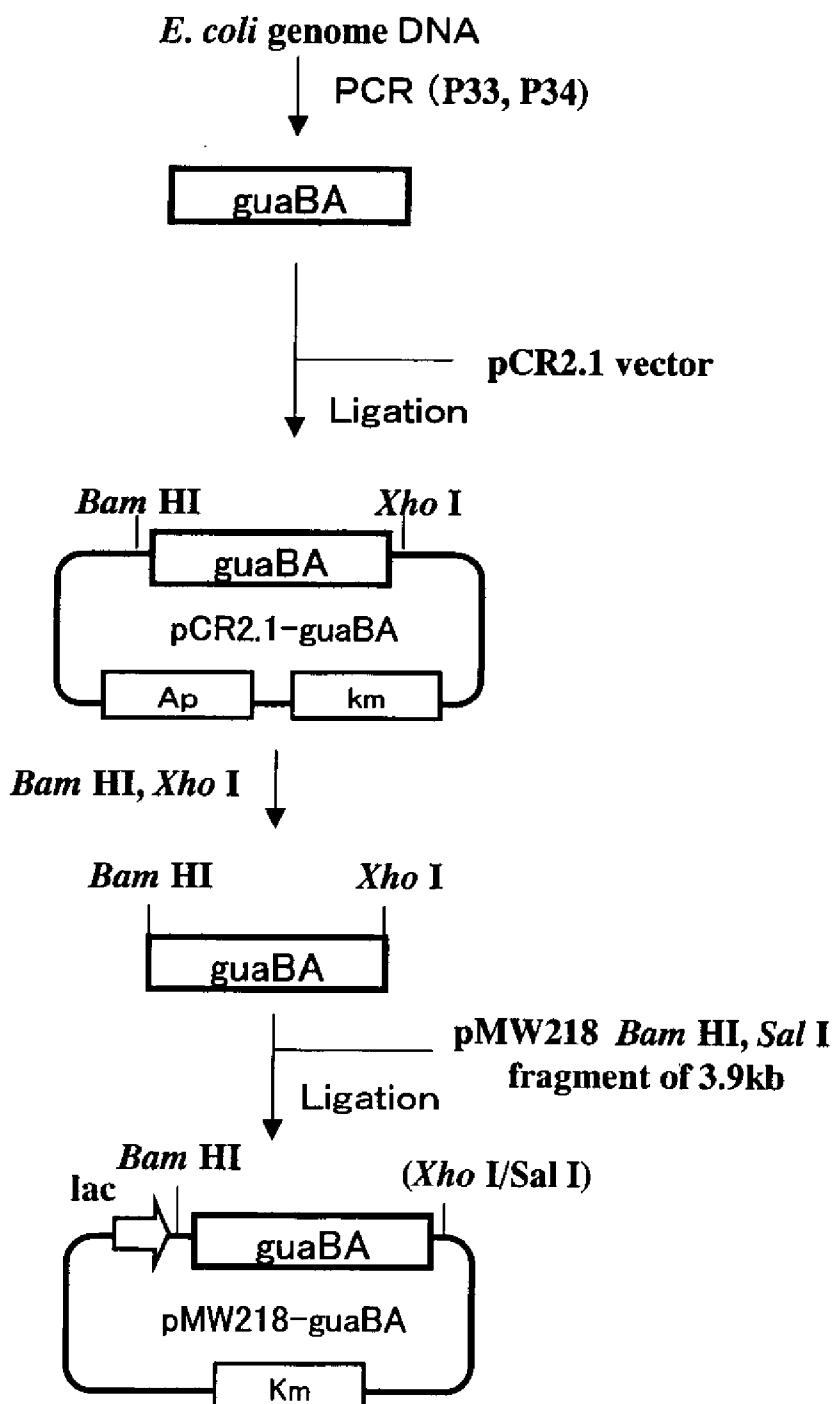 E. coli genome DNA
PCR (P33, P34)
guaBA
pCR2.1 vector
Ligation
Bam HI
Xho I
guaBA
pCR2.1-guaBA
Ap
km
Bam HI, Xho I
Bam HI
Xho I
guaBA
pMW218 Bam HI, Sal I
fragment of 3.9kb
Ligation
Bam HI
(Xho I/Sal I)
lac
guaBA
pMW218-guaBA
Km